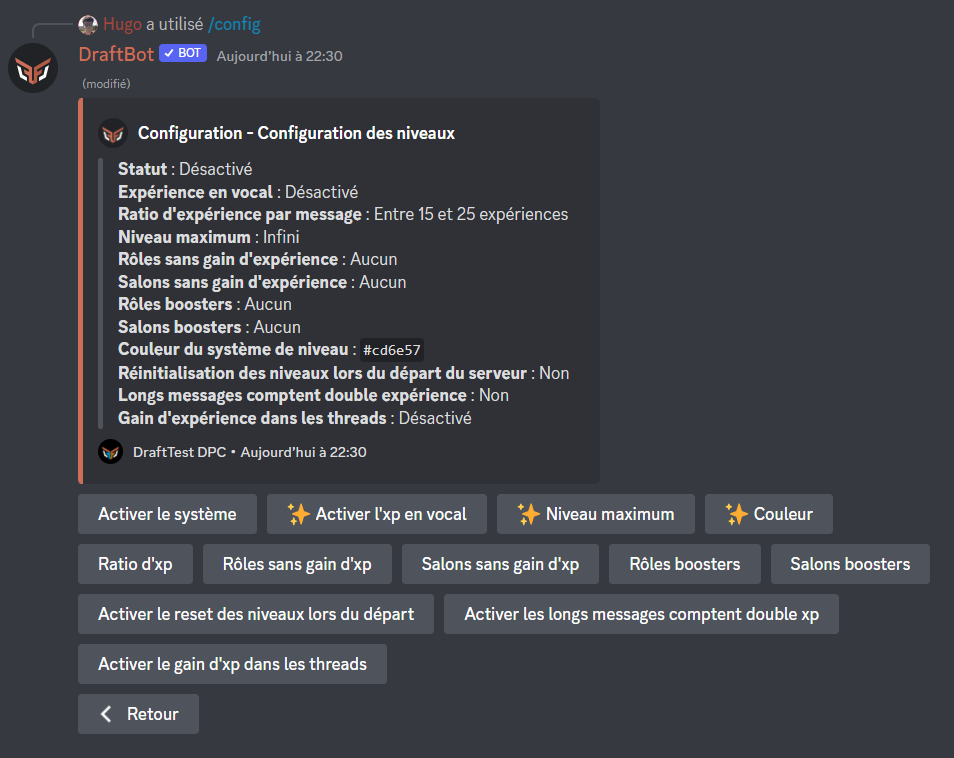 Hugo a utilisé /config
DraftBot ✓ BOT Aujourd'hui à 22:30
(modifié)
Configuration - Configuration des niveaux
Statut : Désactivé
Expérience en vocal : Désactivé
Ratio d'expérience par message : Entre 15 et 25 expériences
Niveau maximum : Infini
Rôles sans gain d'expérience : Aucun
Salons sans gain d'expérience : Aucun
Rôles boosters : Aucun
Salons boosters : Aucun
Couleur du système de niveau : #cd6e57
Réinitialisation des niveaux lors du départ du serveur : Non
Longs messages comptent double expérience : Non
Gain d'expérience dans les threads : Désactivé
DraftTest DPC • Aujourd'hui à 22:30
Activer le système ✨ Activer l'xp en vocal ✨ Niveau maximum ✨ Couleur
Ratio d'xp Rôles sans gain d'xp Salons sans gain d'xp Rôles boosters Salons boosters
Activer le reset des niveaux lors du départ Activer les longs messages comptent double xp
Activer le gain d'xp dans les threads
Retour